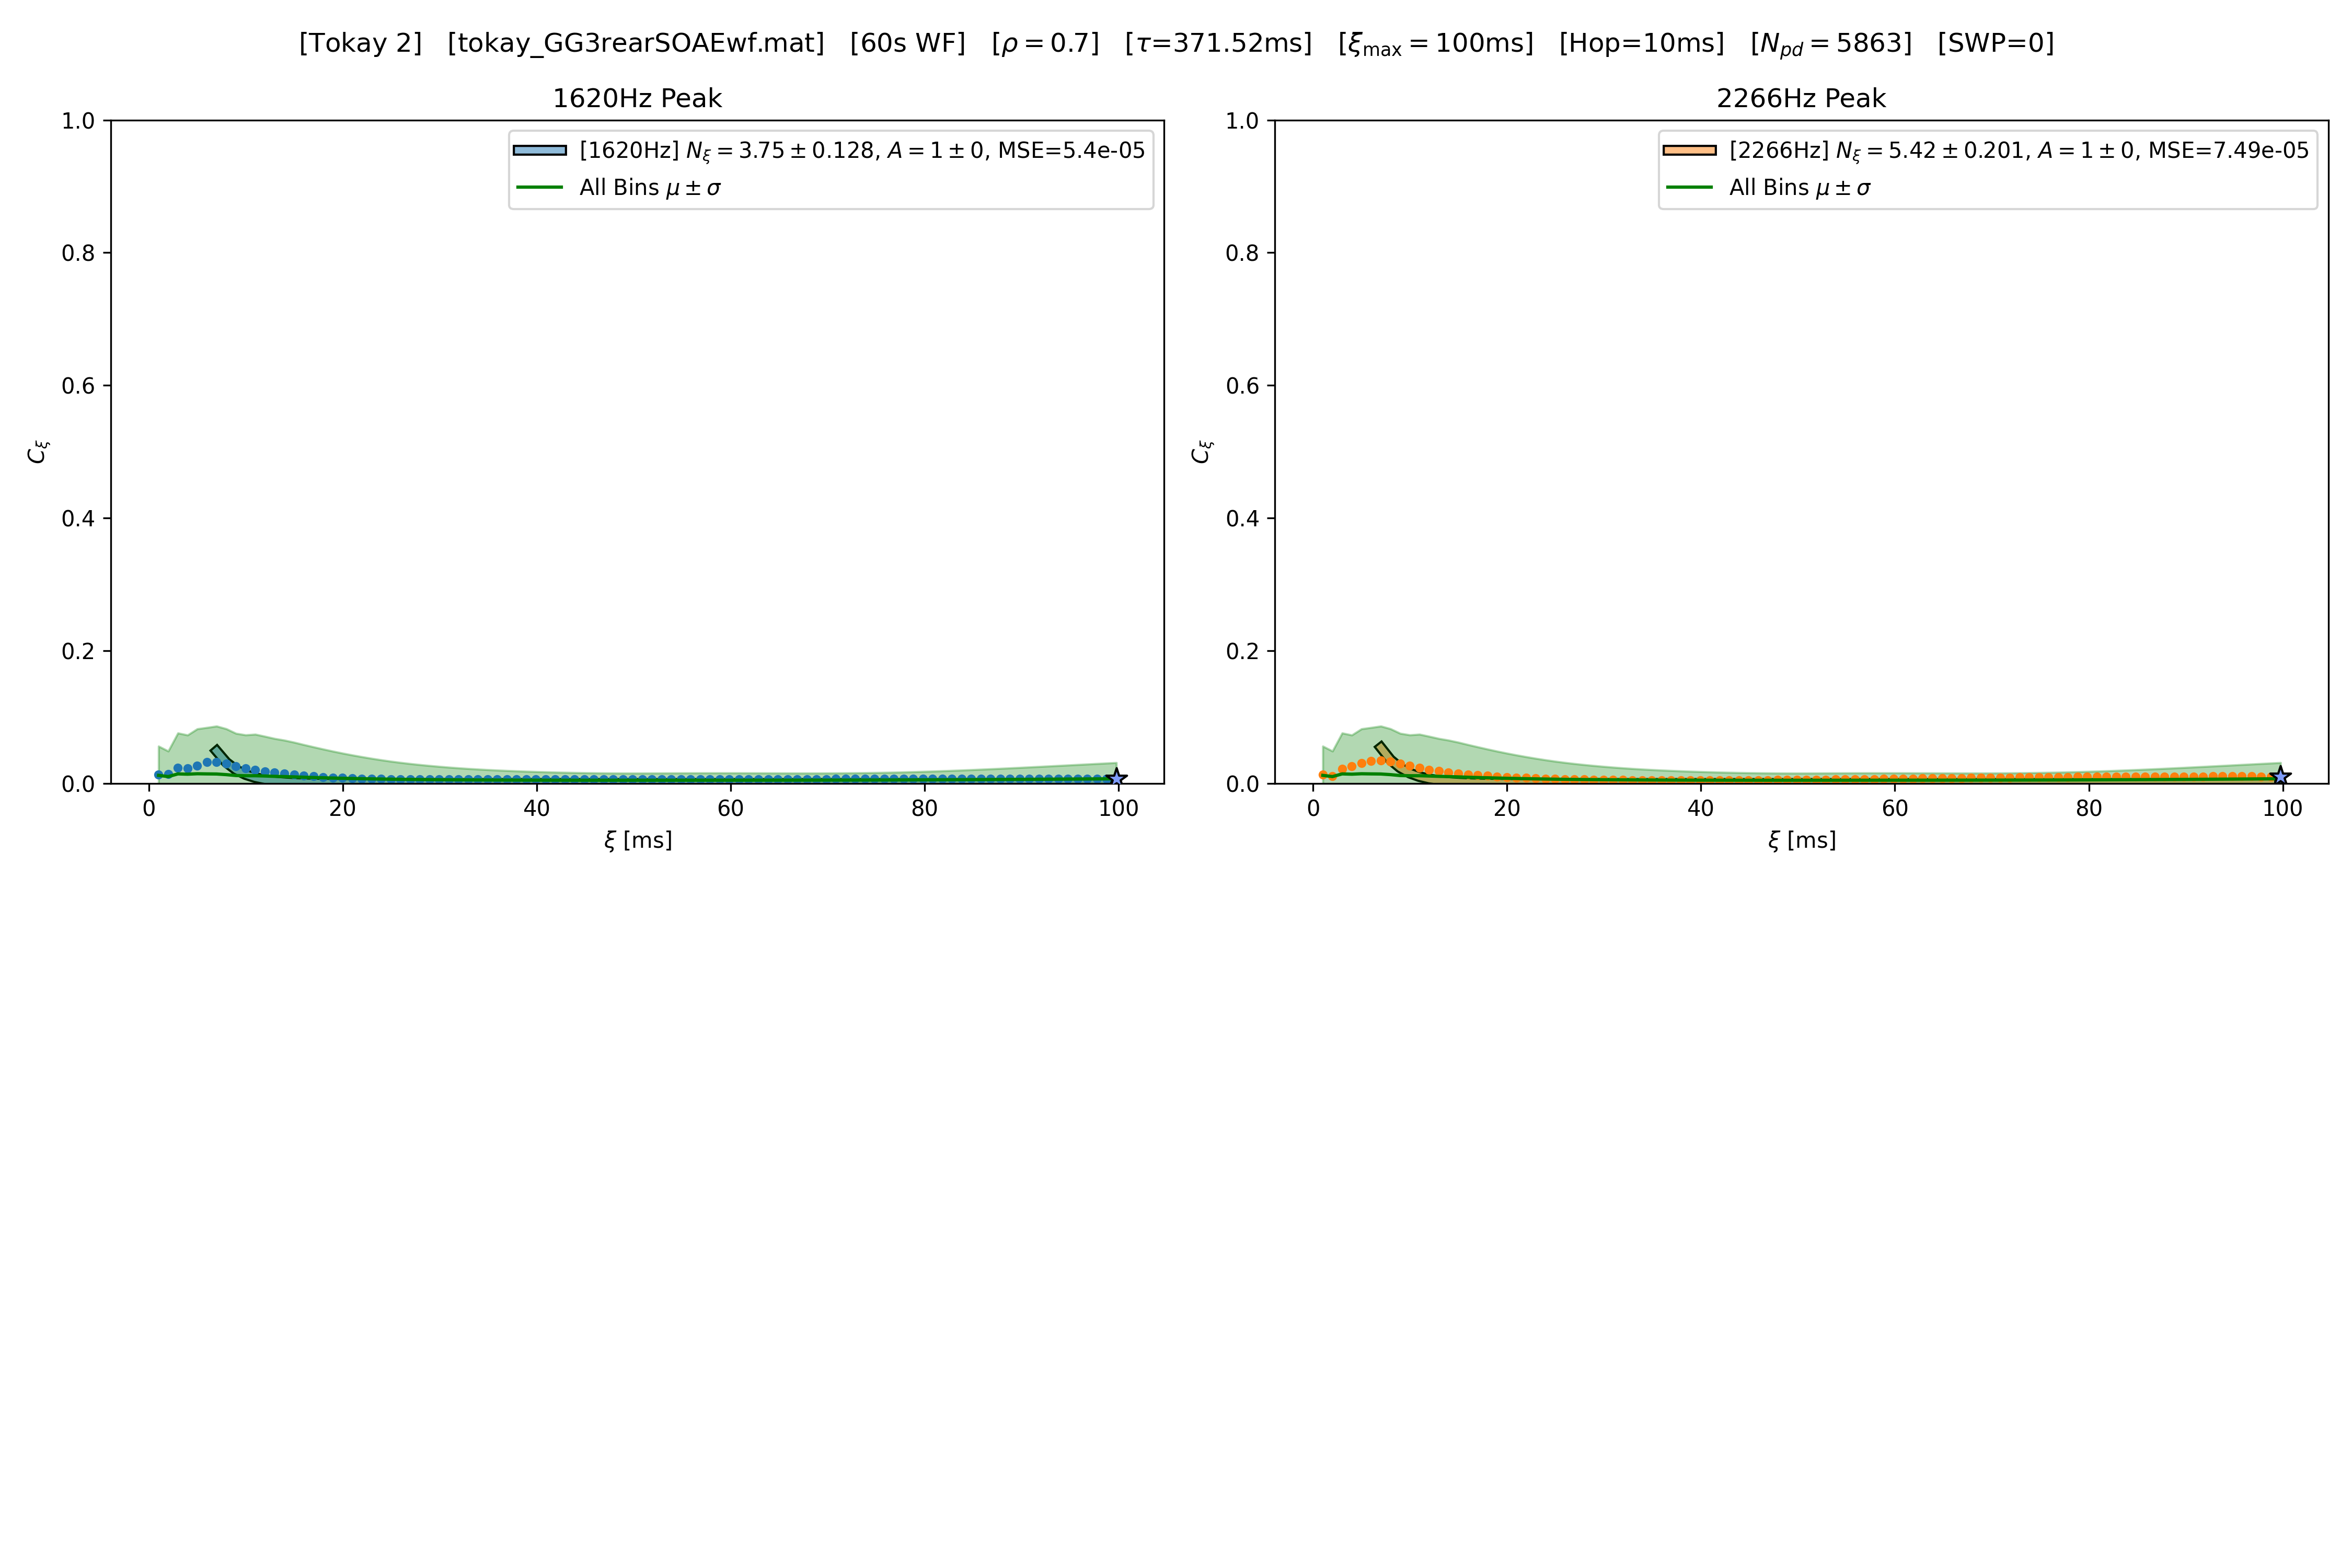 [Tokay 2] [tokay_GG3rearSOAEwf.mat] [60s WF] [ρ = 0.7] [τ=371.52ms] [ξmax = 100ms] [Hop=10ms] [Npd = 5863] [SWP=0]
1620Hz Peak
[1620Hz] Nξ = 3.75 ± 0.128, A = 1 ± 0, MSE=5.4e-05
All Bins μ ± σ
1.0
0.8
0.6
0.4
0.2
0.0
Cξ
0 20 40 60 80 100
ξ [ms]
2266Hz Peak
[2266Hz] Nξ = 5.42 ± 0.201, A = 1 ± 0, MSE=7.49e-05
All Bins μ ± σ
1.0
0.8
0.6
0.4
0.2
0.0
Cξ
0 20 40 60 80 100
ξ [ms]